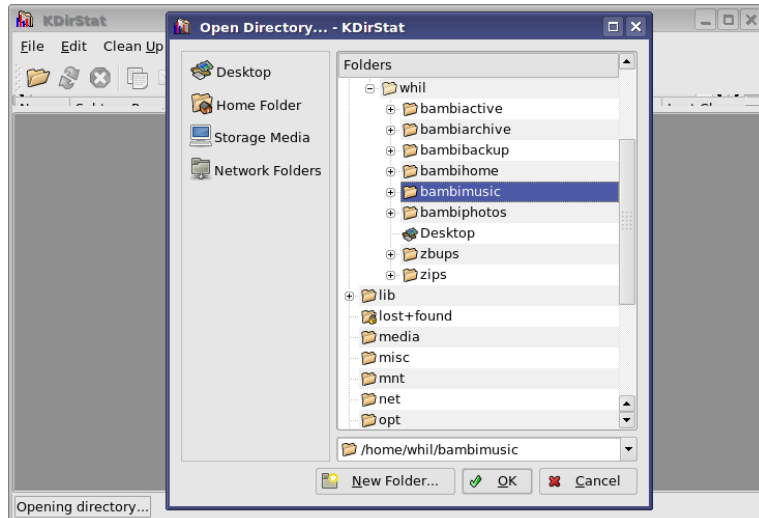 KDirStat
File Edit Clean Up
Open Directory... - KDirStat
Desktop
Home Folder
Storage Media
Network Folders
Folders
whil
bambiactive
bambiarchive
bambibackup
bambihome
bambimusic
bambiphotos
Desktop
zbups
zips
lib
lost+found
media
misc
mnt
net
opt
/home/whil/bambimusic
New Folder...
OK
Cancel
Opening directory...